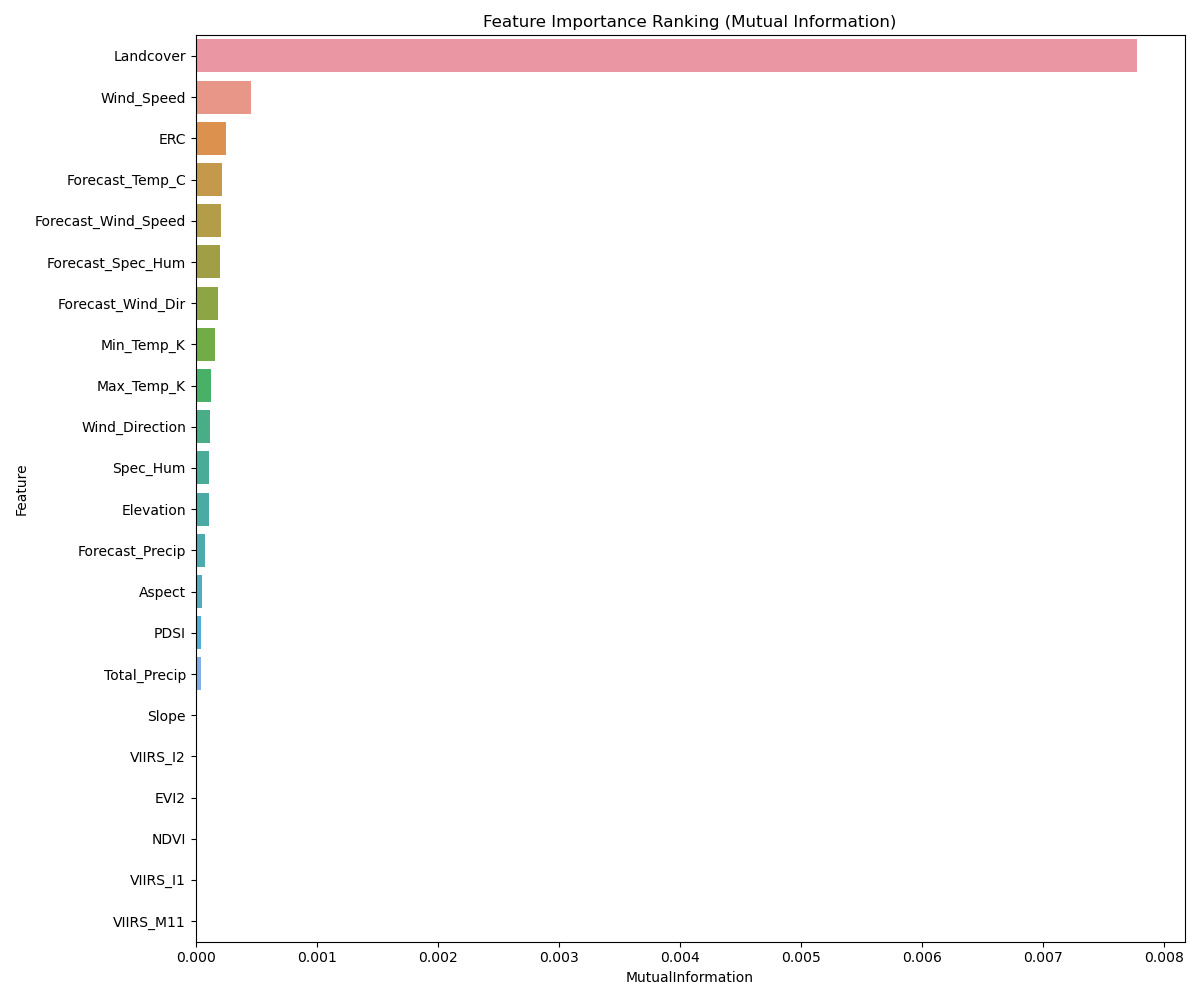 Feature Importance Ranking (Mutual Information)
Landcover
Wind_Speed
ERC
Forecast_Temp_C
Forecast_Wind_Speed
Forecast_Spec_Hum
Forecast_Wind_Dir
Min_Temp_K
Max_Temp_K
Wind_Direction
Spec_Hum
Elevation
Forecast_Precip
Aspect
PDSI
Total_Precip
Slope
VIIRS_I2
EVI2
NDVI
VIIRS_I1
VIIRS_M11
Feature
0.000 0.001 0.002 0.003 0.004 0.005 0.006 0.007 0.008
MutualInformation